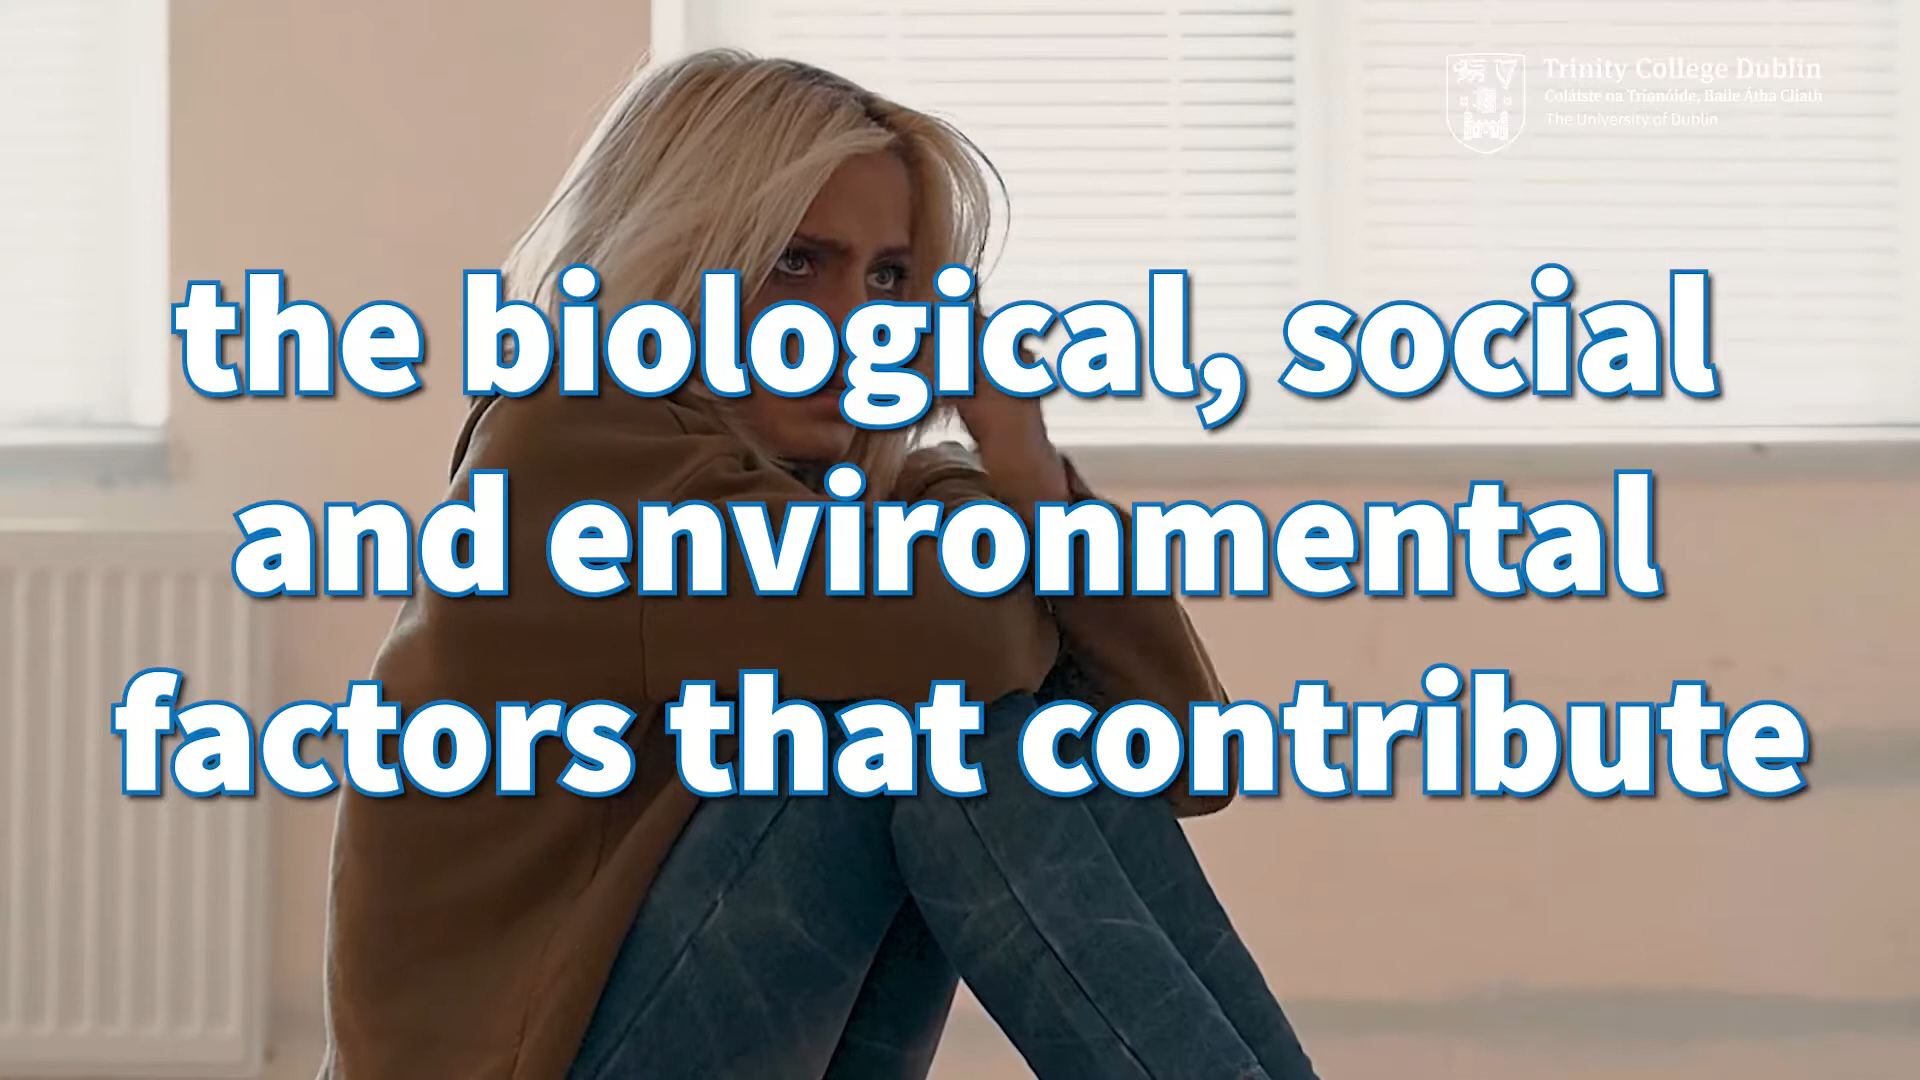 Trinity College Dublin
Coláiste na Tríonóide, Baile Átha Cliath
The University of Dublin
the biological, social
and environmental
factors that contribute